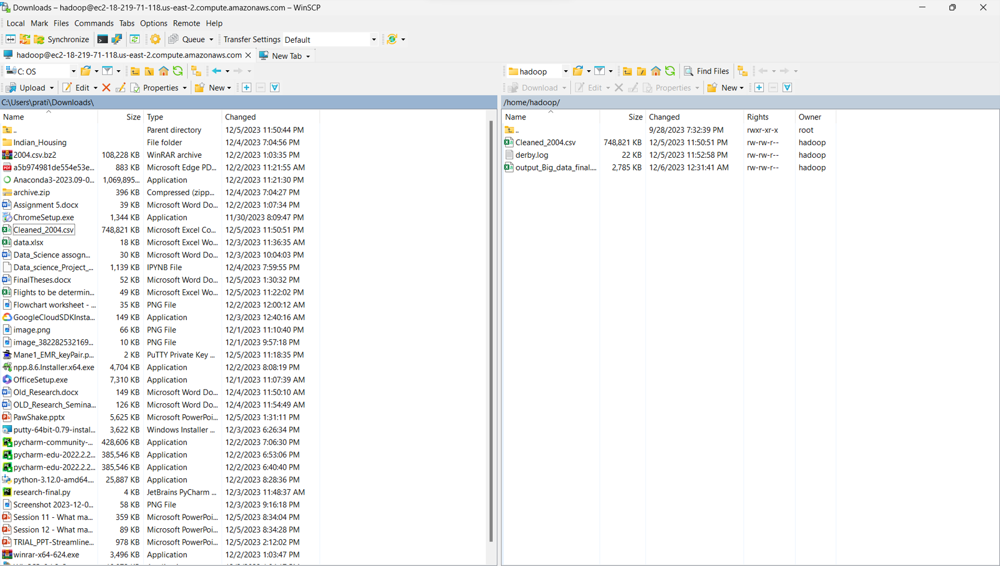 Downloads – hadoop@ec2-18-219-71-118.us-east-2.compute.amazonaws.com – WinSCP
Local Mark Files Commands Tabs Options Remote Help
Synchronize Queue Transfer Settings Default
hadoop@ec2-18-219-71-118.us-east-2.compute.amazonaws.com New Tab
C: OS
hadoop Find Files
Upload Edit Properties New
Download Edit Properties New
C:\Users\prati\Downloads\
Name Size Type Changed
.. Parent directory 12/5/2023 11:50:44 PM
Indian_Housing File folder 12/4/2023 7:04:56 PM
2004.csv.bz2 108,228 KB WinRAR archive 12/2/2023 1:03:35 PM
a5b974981de554e53e... 883 KB Microsoft Edge PD... 12/2/2023 11:21:55 AM
Anaconda3-2023.09-0... 1,069,895... Application 12/2/2023 11:21:30 PM
archive.zip 396 KB Compressed (zipp... 12/4/2023 7:04:27 PM
Assignment 5.docx 39 KB Microsoft Word Do... 12/2/2023 1:07:34 PM
ChromeSetup.exe 1,344 KB Application 11/30/2023 8:09:47 PM
Cleaned_2004.csv 748,821 KB Microsoft Excel Co... 12/5/2023 11:50:51 PM
data.xlsx 18 KB Microsoft Excel Wo... 12/3/2023 11:36:35 AM
Data_Science assogn... 30 KB Microsoft Word Do... 12/3/2023 10:04:03 PM
Data_science_Project_... 1,139 KB IPYNB File 12/4/2023 7:59:55 PM
FinalTheses.docx 52 KB Microsoft Word Do... 12/5/2023 1:30:32 PM
Flights to be determin... 49 KB Microsoft Excel Wo... 12/5/2023 11:22:02 PM
Flowchart worksheet - ... 35 KB PNG File 12/2/2023 12:00:12 AM
GoogleCloudSDKInsta... 149 KB Application 12/3/2023 12:40:16 AM
image.png 66 KB PNG File 12/1/2023 11:10:40 PM
image_382282532169... 10 KB PNG File 12/1/2023 9:57:18 PM
Mane1_EMR_keyPair.p... 2 KB PuTTY Private Key ... 12/5/2023 11:18:35 PM
npp.8.6.Installer.x64.exe 4,704 KB Application 12/2/2023 8:08:19 PM
OfficeSetup.exe 7,310 KB Application 12/1/2023 11:07:39 AM
Old_Research.docx 149 KB Microsoft Word Do... 12/4/2023 11:50:10 AM
OLD_Research_Semina... 126 KB Microsoft Word Do... 12/4/2023 11:54:49 AM
PawShake.pptx 5,625 KB Microsoft PowerPoi... 12/5/2023 1:31:11 PM
putty-64bit-0.79-instal... 3,622 KB Windows Installer ... 12/3/2023 6:26:34 PM
pycharm-community-... 428,606 KB Application 12/2/2023 7:06:30 PM
pycharm-edu-2022.2.2... 385,546 KB Application 12/2/2023 6:53:06 PM
pycharm-edu-2022.2.2... 385,546 KB Application 12/2/2023 6:40:40 PM
python-3.12.0-amd64.... 25,887 KB Application 12/2/2023 8:28:36 PM
research-final.py 4 KB JetBrains PyCharm ... 12/3/2023 11:48:37 AM
Screenshot 2023-12-0... 58 KB PNG File 12/3/2023 9:16:18 PM
Session 11 - What ma... 359 KB Microsoft PowerPoi... 12/5/2023 8:34:04 PM
Session 12 - What ma... 89 KB Microsoft PowerPoi... 12/5/2023 8:34:28 PM
TRIAL_PPT-Streamline... 978 KB Microsoft PowerPoi... 12/5/2023 2:12:02 PM
winrar-x64-624.exe 3,496 KB Application 12/2/2023 1:03:47 PM
/home/hadoop/
Name Size Changed Rights Owner
.. 9/28/2023 7:32:39 PM rwxr-xr-x root
Cleaned_2004.csv 748,821 KB 12/5/2023 11:50:51 PM rw-rw-r-- hadoop
derby.log 22 KB 12/5/2023 11:52:58 PM rw-rw-r-- hadoop
output_Big_data_final.... 2,785 KB 12/6/2023 12:31:41 AM rw-rw-r-- hadoop